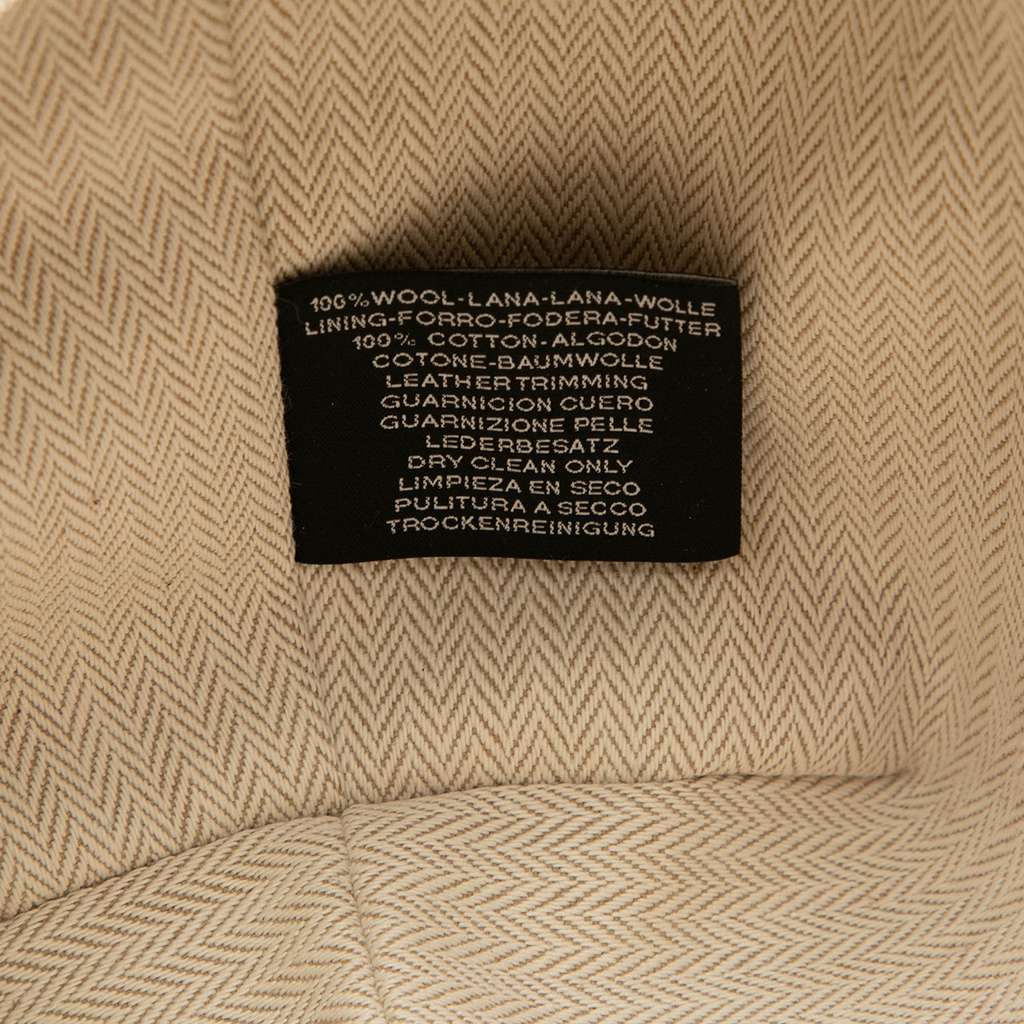 100%WOOL-LANA-LANA-WOLLE
LINING-FORRO-FODERA-FUTTER
100% COTTON-ALGODON
COTONE-BAUMWOLLE
LEATHER TRIMMING
GUARNICION CUERO
GUARNIZIONE PELLE
LEDERBESATZ
DRY CLEAN ONLY
LIMPIEZA EN SECO
PULITURA A SECCO
TROCKENREINIGUNG